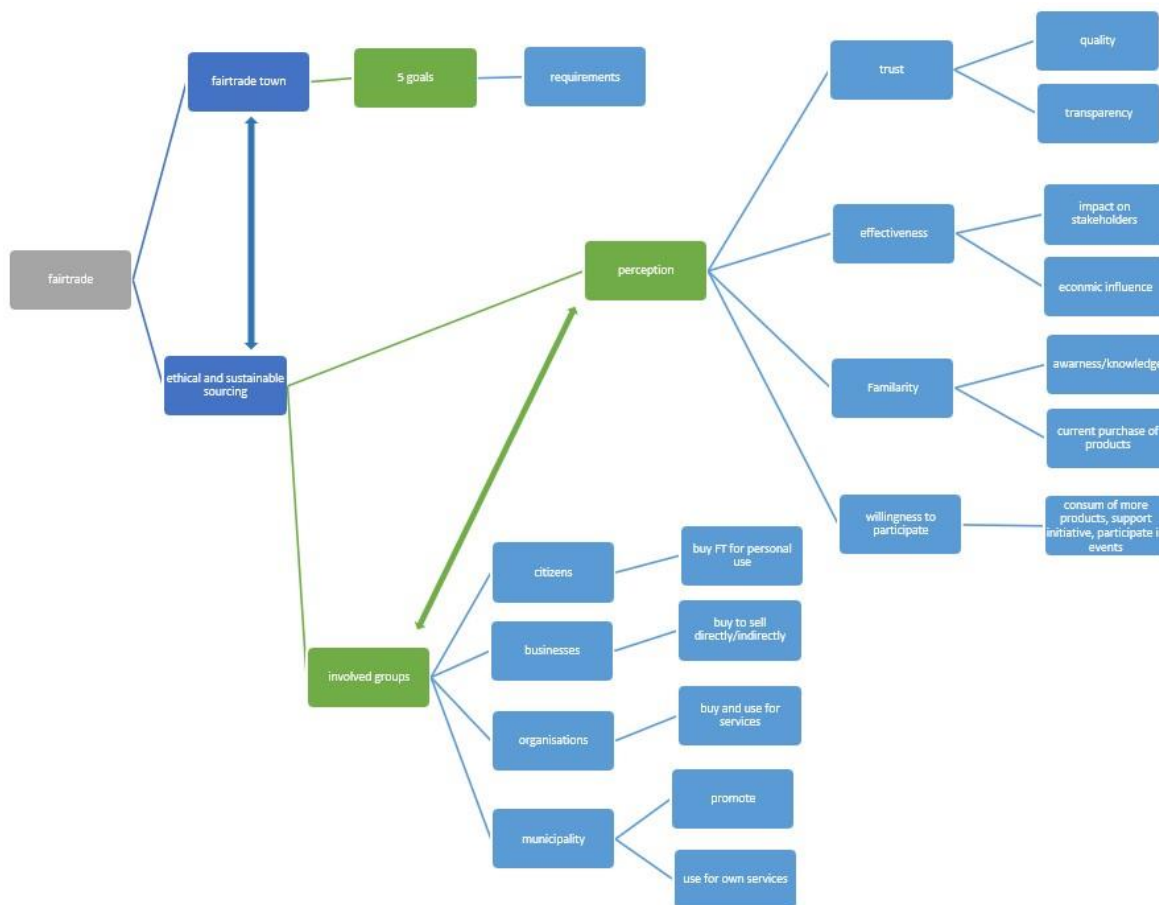 fairtrade
fairtrade town
5 goals
requirements
ethical and sustainable
sourcing
perception
trust
quality
transparency
effectiveness
impact on
stakeholders
econmic influence
Familarity
awarness/knowledge
current purchase of
products
willingness to
participate
consum of more
products, support
initiative, participate i
events
involved groups
citizens
buy FT for personal
use
businesses
buy to sell
directly/indirectly
organisations
buy and use for
services
municipality
promote
use for own services